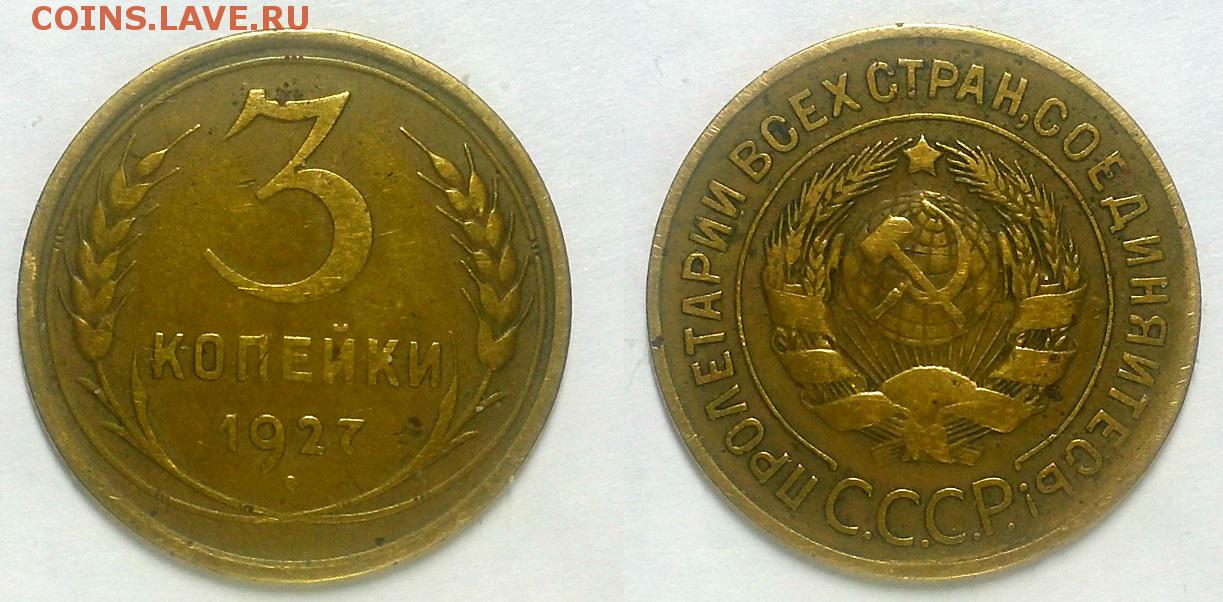 COINS.LAVE.RU
3
КОПЕЙКИ
1927
ПРОЛЕТАРИИ ВСЕХ СТРАН, СОЕДИНЯЙТЕСЬ!
С.С.С.Р.